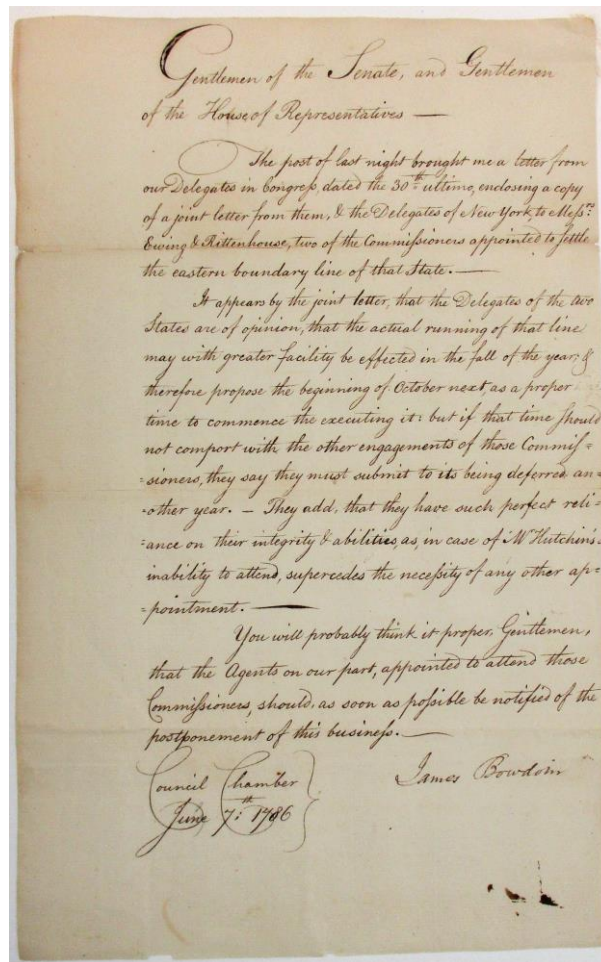 Gentlemen of the Senate, and Gentlemen
of the House of Representatives —
The post of last night brought me a letter from
our Delegates in Congress, dated the 30th ultimo, enclosing a copy
of a joint letter from them, & the Delegates of New York, to Messrs:
Ewing & Rittenhouse, two of the Commissioners appointed to settle
the eastern boundary line of that State. —
It appears by the joint letter, that the Delegates of the two
States are of opinion, that the actual running of that line
may with greater facility be effected in the fall of the year: &
therefore propose the beginning of October next, as a proper
time to commence the executing it: but if that time should
not comport with the other engagements of those Commis=
=sioners, they say they must submit to its being deferred an=
=other year. — They add, that they have such perfect reli=
=ance on their integrity & abilities, as, in case of Mr Hutchins's
inability to attend, supercedes the necessity of any other ap=
=pointment. —
You will probably think it proper, Gentlemen,
that the Agents on our part, appointed to attend those
Commissioners, should, as soon as possible be notified of the
postponement of this business. —
Council Chamber
June 7th: 1786
James Bowdoin